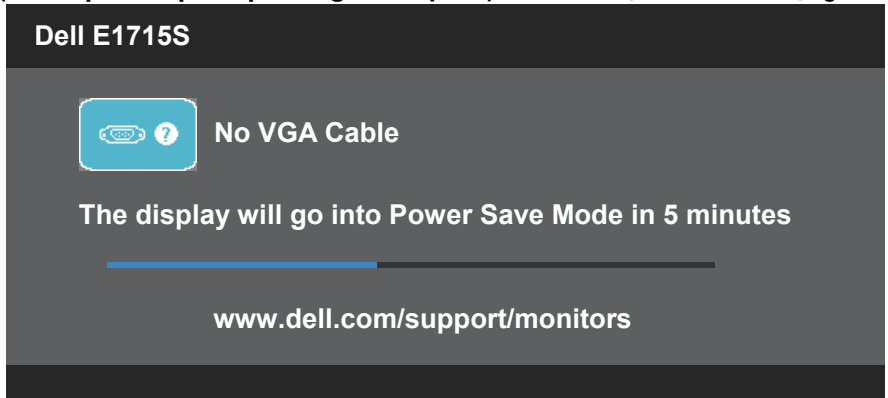 Dell E1715S
?
No VGA Cable
The display will go into Power Save Mode in 5 minutes
www.dell.com/support/monitors